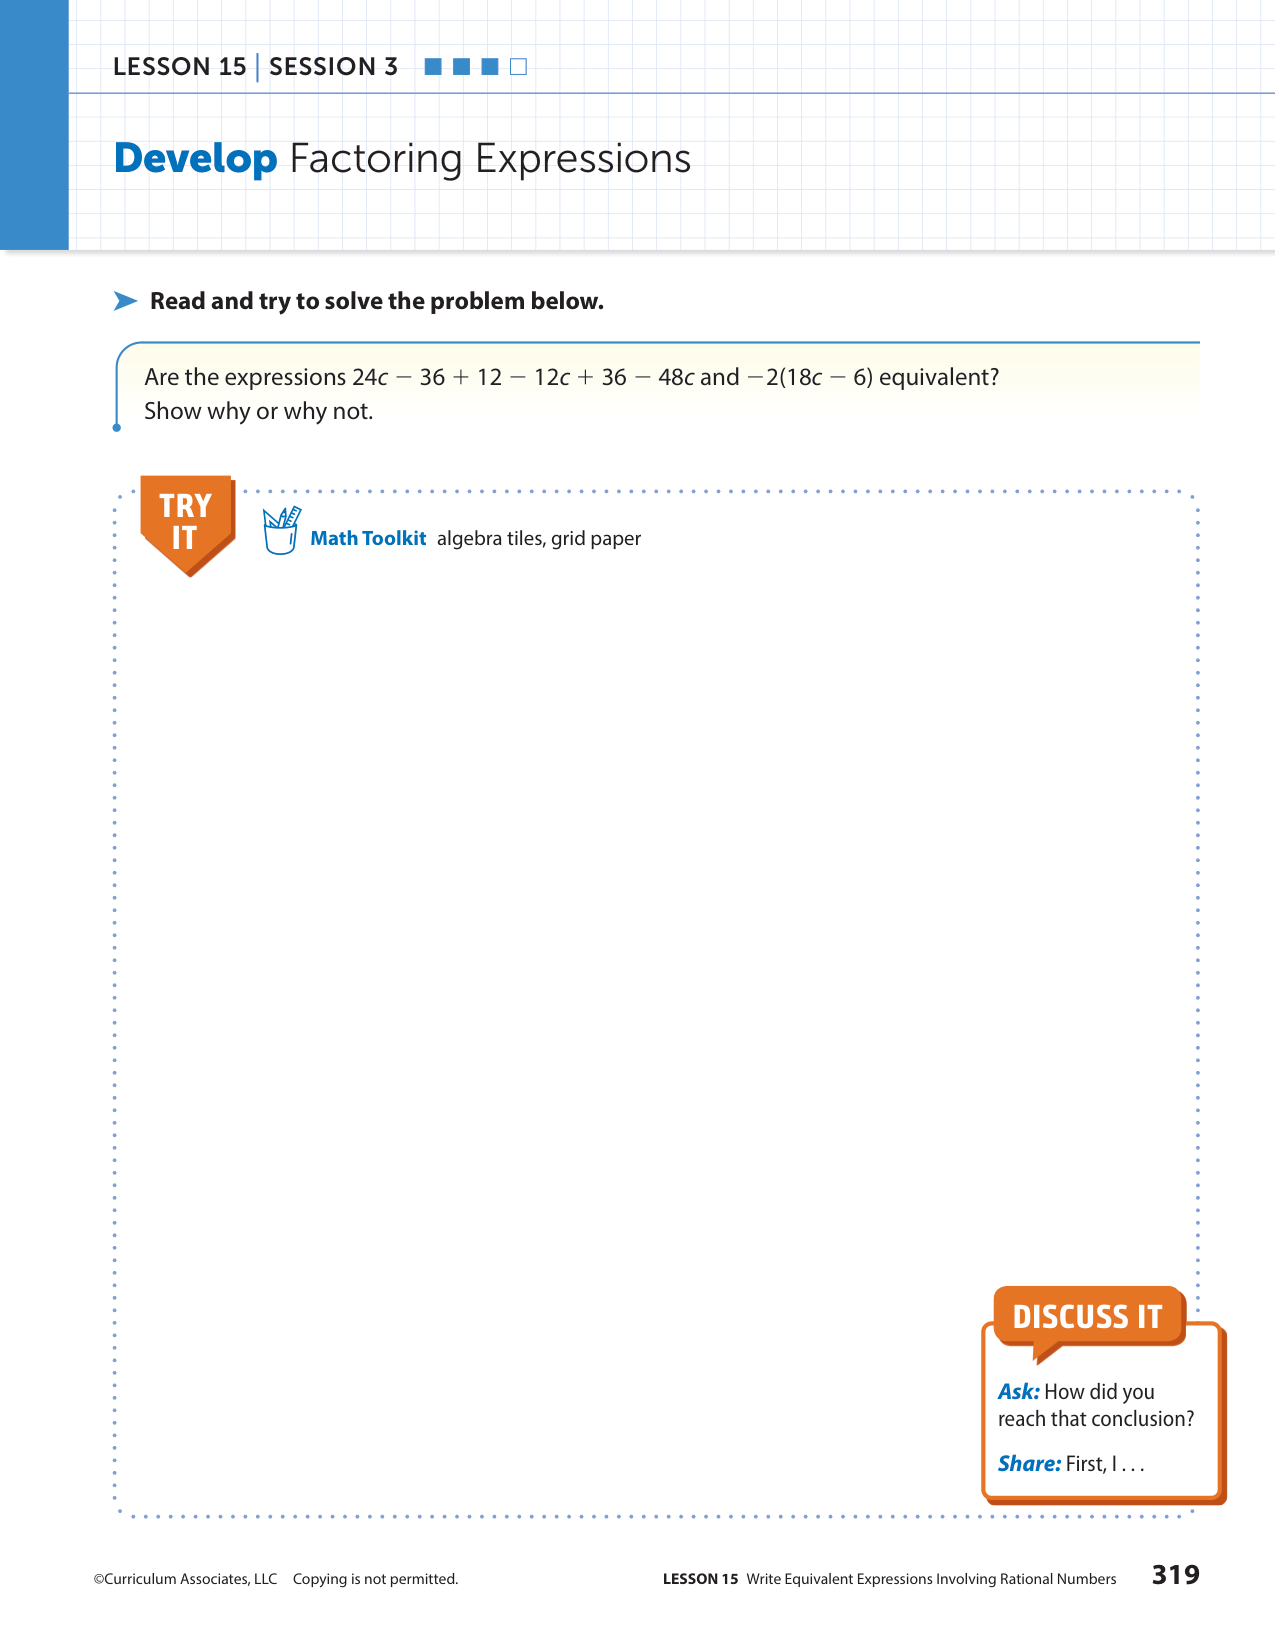 LESSON 15 | SESSION 3
Develop Factoring Expressions
Read and try to solve the problem below.
Are the expressions 24c − 36 + 12 − 12c + 36 − 48c and −2(18c − 6) equivalent?
Show why or why not.
TRY
IT
Math Toolkit algebra tiles, grid paper
DISCUSS IT
Ask: How did you
reach that conclusion?
Share: First, I . . .
©Curriculum Associates, LLC Copying is not permitted.
LESSON 15 Write Equivalent Expressions Involving Rational Numbers 319